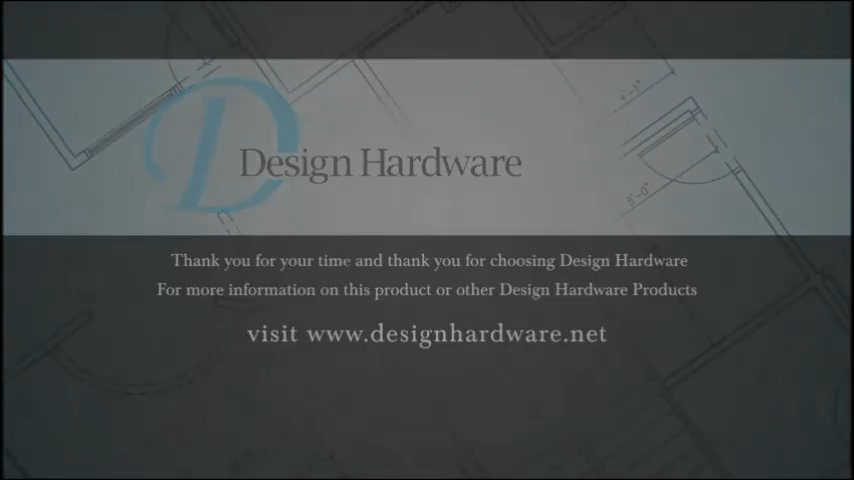 Design Hardware
Thank you for your time and thank you for choosing Design Hardware
For more information on this product or other Design Hardware Products
visit www.designhardware.net